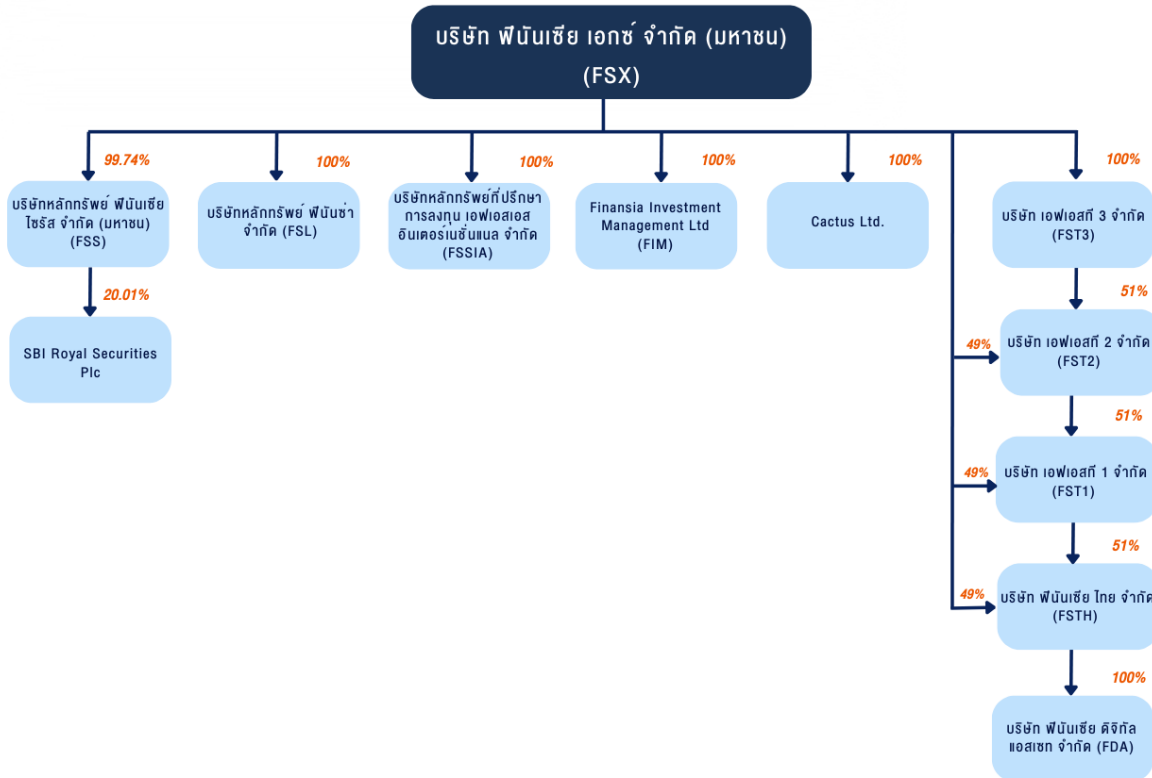 บริษัท ฟินันเซีย เอกซ์ จำกัด (มหาชน)
(FSX)
99.74%
100%
100%
100%
100%
100%
บริษัทหลักทรัพย์ ฟินันเซีย
ไซรัส จำกัด (มหาชน)
(FSS)
บริษัทหลักทรัพย์ ฟินันซ่า
จำกัด (FSL)
บริษัทหลักทรัพย์ที่ปรึกษา
การลงทุน เอฟเอสเอส
อินเตอร์เนชั่นแนล จำกัด
(FSSIA)
Finansia Investment
Management Ltd
(FIM)
Cactus Ltd.
บริษัท เอฟเอสที 3 จำกัด
(FST3)
20.01%
51%
SBI Royal Securities
Plc
49%
บริษัท เอฟเอสที 2 จำกัด
(FST2)
51%
49%
บริษัท เอฟเอสที 1 จำกัด
(FST1)
51%
49%
บริษัท ฟินันเซีย ไทย จำกัด
(FSTH)
100%
บริษัท ฟินันเซีย ดิจิทัล
แอสเซท จำกัด (FDA)